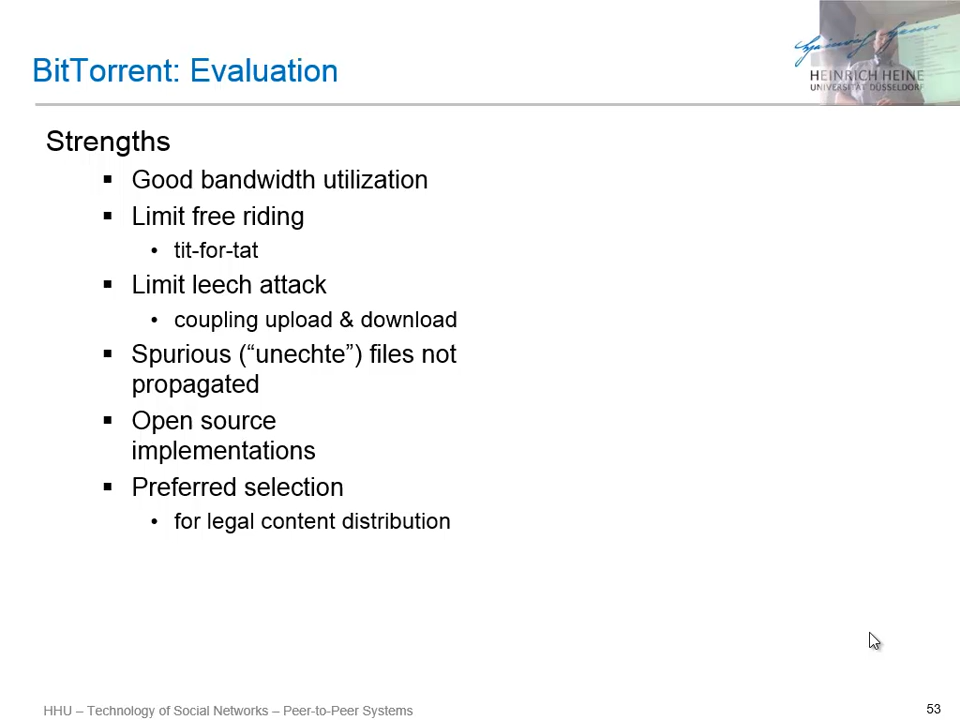 BitTorrent: Evaluation
HEINRICH HEINE
UNIVERSITÄT DÜSSELDORF
Strengths
▪ Good bandwidth utilization
▪ Limit free riding
• tit-for-tat
▪ Limit leech attack
• coupling upload & download
▪ Spurious (“unechte”) files not
propagated
▪ Open source
implementations
▪ Preferred selection
• for legal content distribution
HHU – Technology of Social Networks – Peer-to-Peer Systems
53